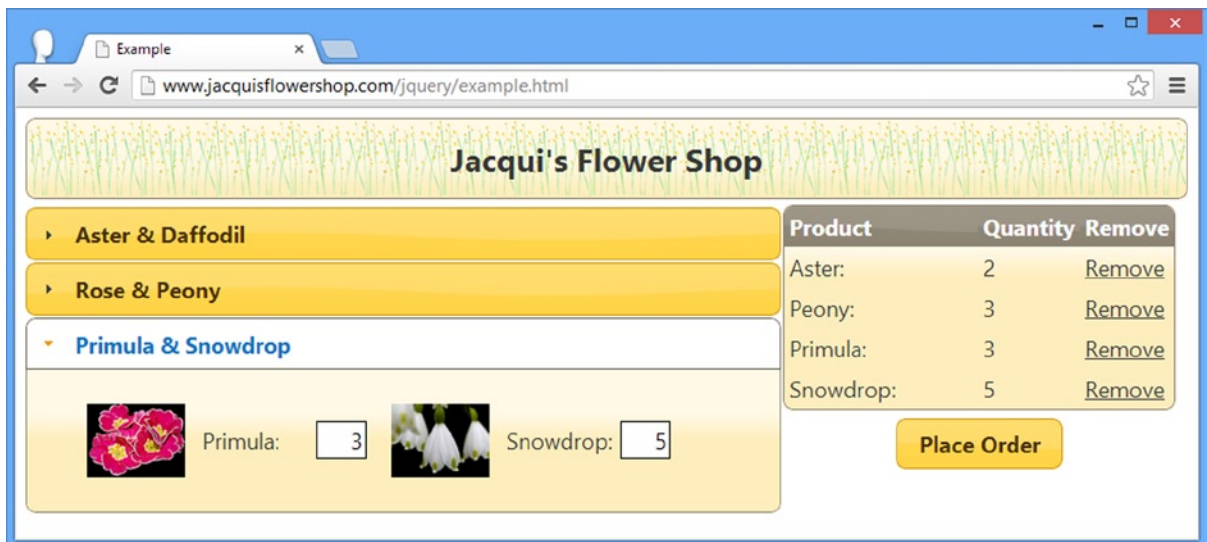 Example
www.jacquisflowershop.com/jquery/example.html
Jacqui's Flower Shop
Aster & Daffodil
Rose & Peony
Primula & Snowdrop
Primula: 3 Snowdrop: 5
Product Quantity Remove
Aster: 2 Remove
Peony: 3 Remove
Primula: 3 Remove
Snowdrop: 5 Remove
Place Order